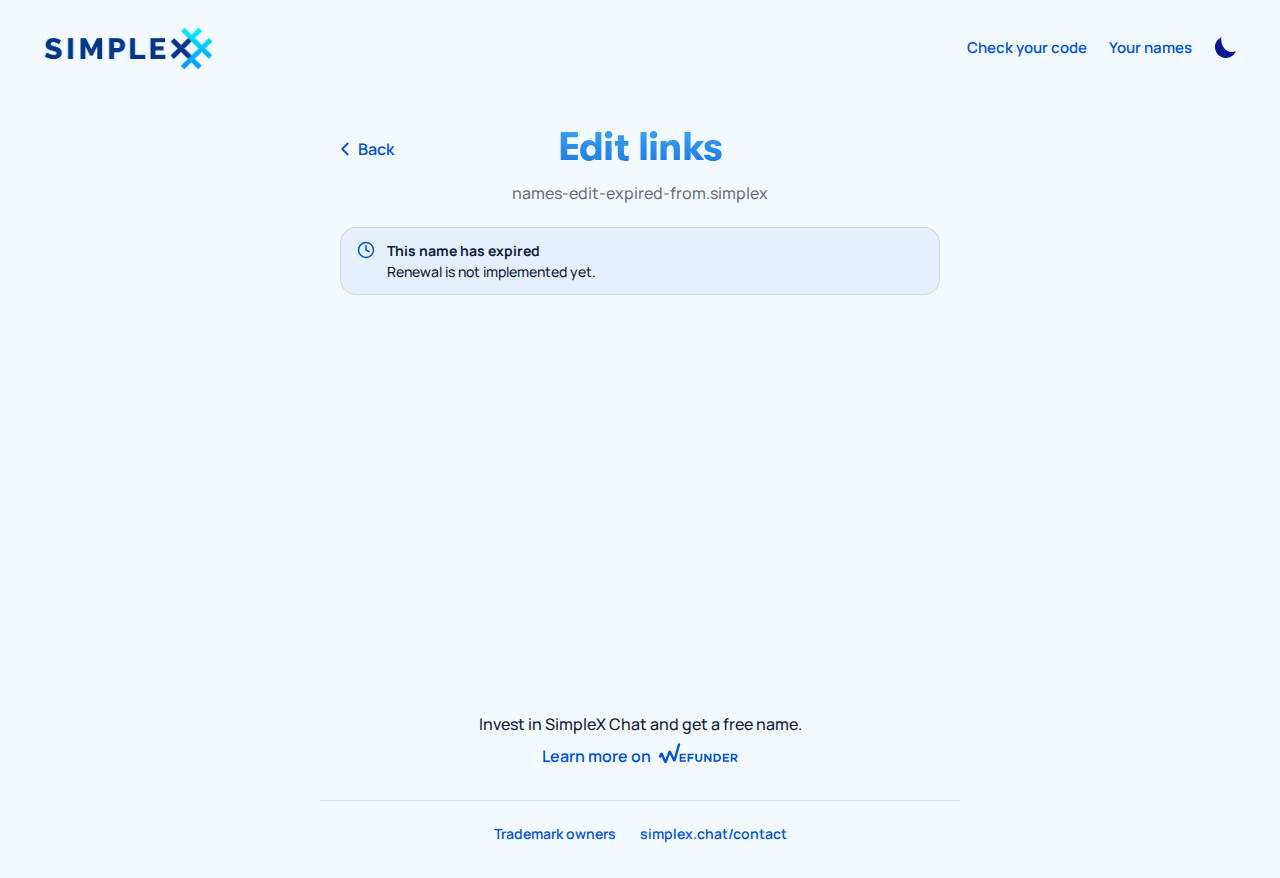 SIMPLEX
Check your code
Your names
Back
Edit links
names-edit-expired-from.simplex
This name has expired
Renewal is not implemented yet.
Invest in SimpleX Chat and get a free name.
Learn more on WEFUNDER
Trademark owners
simplex.chat/contact